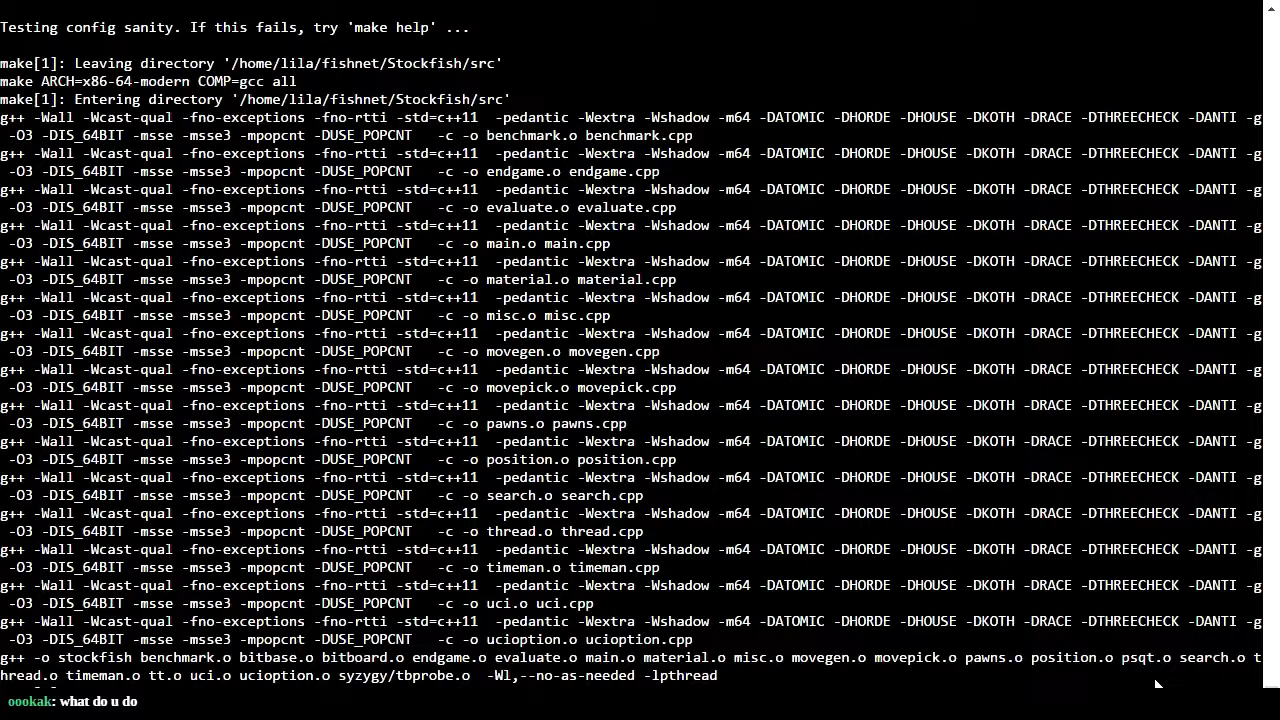 Testing config sanity. If this fails, try 'make help' ...
make[1]: Leaving directory '/home/lila/fishnet/Stockfish/src'
make ARCH=x86-64-modern COMP=gcc all
make[1]: Entering directory '/home/lila/fishnet/Stockfish/src'
g++ -Wall -Wcast-qual -fno-exceptions -fno-rtti -std=c++11  -pedantic -Wextra -Wshadow -m64 -DATOMIC -DHORDE -DHOUSE -DKOTH -DRACE -DTHREECHECK -DANTI -g
 -O3 -DIS_64BIT -msse -msse3 -mpopcnt -DUSE_POPCNT   -c -o benchmark.o benchmark.cpp
g++ -Wall -Wcast-qual -fno-exceptions -fno-rtti -std=c++11  -pedantic -Wextra -Wshadow -m64 -DATOMIC -DHORDE -DHOUSE -DKOTH -DRACE -DTHREECHECK -DANTI -g
 -O3 -DIS_64BIT -msse -msse3 -mpopcnt -DUSE_POPCNT   -c -o endgame.o endgame.cpp
g++ -Wall -Wcast-qual -fno-exceptions -fno-rtti -std=c++11  -pedantic -Wextra -Wshadow -m64 -DATOMIC -DHORDE -DHOUSE -DKOTH -DRACE -DTHREECHECK -DANTI -g
 -O3 -DIS_64BIT -msse -msse3 -mpopcnt -DUSE_POPCNT   -c -o evaluate.o evaluate.cpp
g++ -Wall -Wcast-qual -fno-exceptions -fno-rtti -std=c++11  -pedantic -Wextra -Wshadow -m64 -DATOMIC -DHORDE -DHOUSE -DKOTH -DRACE -DTHREECHECK -DANTI -g
 -O3 -DIS_64BIT -msse -msse3 -mpopcnt -DUSE_POPCNT   -c -o main.o main.cpp
g++ -Wall -Wcast-qual -fno-exceptions -fno-rtti -std=c++11  -pedantic -Wextra -Wshadow -m64 -DATOMIC -DHORDE -DHOUSE -DKOTH -DRACE -DTHREECHECK -DANTI -g
 -O3 -DIS_64BIT -msse -msse3 -mpopcnt -DUSE_POPCNT   -c -o material.o material.cpp
g++ -Wall -Wcast-qual -fno-exceptions -fno-rtti -std=c++11  -pedantic -Wextra -Wshadow -m64 -DATOMIC -DHORDE -DHOUSE -DKOTH -DRACE -DTHREECHECK -DANTI -g
 -O3 -DIS_64BIT -msse -msse3 -mpopcnt -DUSE_POPCNT   -c -o misc.o misc.cpp
g++ -Wall -Wcast-qual -fno-exceptions -fno-rtti -std=c++11  -pedantic -Wextra -Wshadow -m64 -DATOMIC -DHORDE -DHOUSE -DKOTH -DRACE -DTHREECHECK -DANTI -g
 -O3 -DIS_64BIT -msse -msse3 -mpopcnt -DUSE_POPCNT   -c -o movegen.o movegen.cpp
g++ -Wall -Wcast-qual -fno-exceptions -fno-rtti -std=c++11  -pedantic -Wextra -Wshadow -m64 -DATOMIC -DHORDE -DHOUSE -DKOTH -DRACE -DTHREECHECK -DANTI -g
 -O3 -DIS_64BIT -msse -msse3 -mpopcnt -DUSE_POPCNT   -c -o movepick.o movepick.cpp
g++ -Wall -Wcast-qual -fno-exceptions -fno-rtti -std=c++11  -pedantic -Wextra -Wshadow -m64 -DATOMIC -DHORDE -DHOUSE -DKOTH -DRACE -DTHREECHECK -DANTI -g
 -O3 -DIS_64BIT -msse -msse3 -mpopcnt -DUSE_POPCNT   -c -o pawns.o pawns.cpp
g++ -Wall -Wcast-qual -fno-exceptions -fno-rtti -std=c++11  -pedantic -Wextra -Wshadow -m64 -DATOMIC -DHORDE -DHOUSE -DKOTH -DRACE -DTHREECHECK -DANTI -g
 -O3 -DIS_64BIT -msse -msse3 -mpopcnt -DUSE_POPCNT   -c -o position.o position.cpp
g++ -Wall -Wcast-qual -fno-exceptions -fno-rtti -std=c++11  -pedantic -Wextra -Wshadow -m64 -DATOMIC -DHORDE -DHOUSE -DKOTH -DRACE -DTHREECHECK -DANTI -g
 -O3 -DIS_64BIT -msse -msse3 -mpopcnt -DUSE_POPCNT   -c -o search.o search.cpp
g++ -Wall -Wcast-qual -fno-exceptions -fno-rtti -std=c++11  -pedantic -Wextra -Wshadow -m64 -DATOMIC -DHORDE -DHOUSE -DKOTH -DRACE -DTHREECHECK -DANTI -g
 -O3 -DIS_64BIT -msse -msse3 -mpopcnt -DUSE_POPCNT   -c -o thread.o thread.cpp
g++ -Wall -Wcast-qual -fno-exceptions -fno-rtti -std=c++11  -pedantic -Wextra -Wshadow -m64 -DATOMIC -DHORDE -DHOUSE -DKOTH -DRACE -DTHREECHECK -DANTI -g
 -O3 -DIS_64BIT -msse -msse3 -mpopcnt -DUSE_POPCNT   -c -o timeman.o timeman.cpp
g++ -Wall -Wcast-qual -fno-exceptions -fno-rtti -std=c++11  -pedantic -Wextra -Wshadow -m64 -DATOMIC -DHORDE -DHOUSE -DKOTH -DRACE -DTHREECHECK -DANTI -g
 -O3 -DIS_64BIT -msse -msse3 -mpopcnt -DUSE_POPCNT   -c -o uci.o uci.cpp
g++ -Wall -Wcast-qual -fno-exceptions -fno-rtti -std=c++11  -pedantic -Wextra -Wshadow -m64 -DATOMIC -DHORDE -DHOUSE -DKOTH -DRACE -DTHREECHECK -DANTI -g
 -O3 -DIS_64BIT -msse -msse3 -mpopcnt -DUSE_POPCNT   -c -o ucioption.o ucioption.cpp
g++ -o stockfish benchmark.o bitbase.o bitboard.o endgame.o evaluate.o main.o material.o misc.o movegen.o movepick.o pawns.o position.o psqt.o search.o t
hread.o timeman.o tt.o uci.o ucioption.o syzygy/tbprobe.o  -Wl,--no-as-needed -lpthread
oookak: what do u do